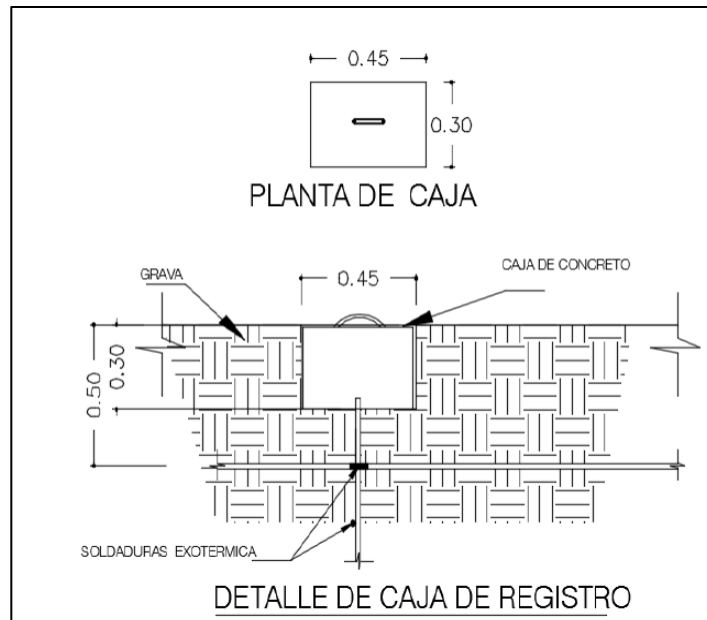 0.45
0.30
PLANTA DE CAJA
GRAVA
0.45
CAJA DE CONCRETO
0.50
0.30
SOLDADURAS EXOTERMICA
DETALLE DE CAJA DE REGISTRO